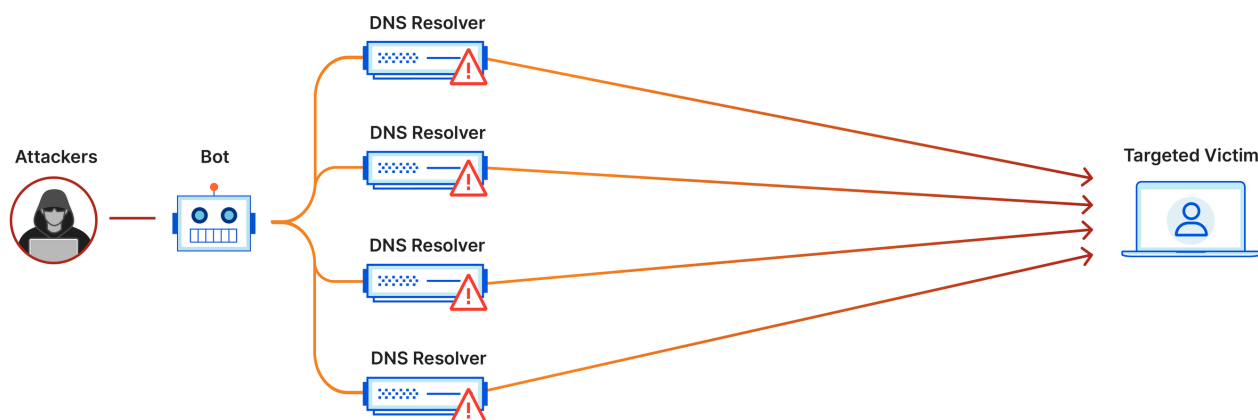 DNS Resolver
DNS Resolver
Attackers
Bot
Targeted Victim
DNS Resolver
DNS Resolver